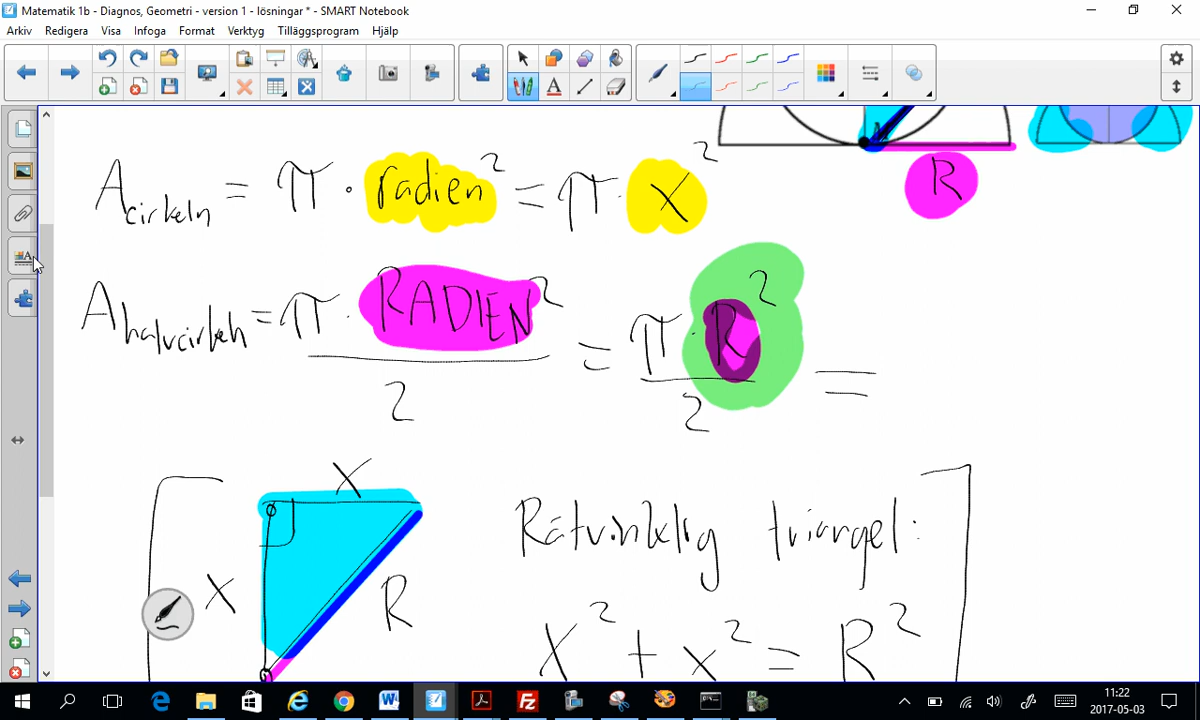 Matematik 1b - Diagnos, Geometri - version 1 - lösningar * - SMART Notebook
Arkiv Redigera Visa Infoga Format Verktyg Tilläggsprogram Hjälp
R
A cirkeln = π · radien² = π · x²
A halvcirkeln = π · RADIEN² / 2 = π · R² / 2 =
x
x
R
Rätvinklig triangel:
x² + x² = R²
11:22
2017-05-03